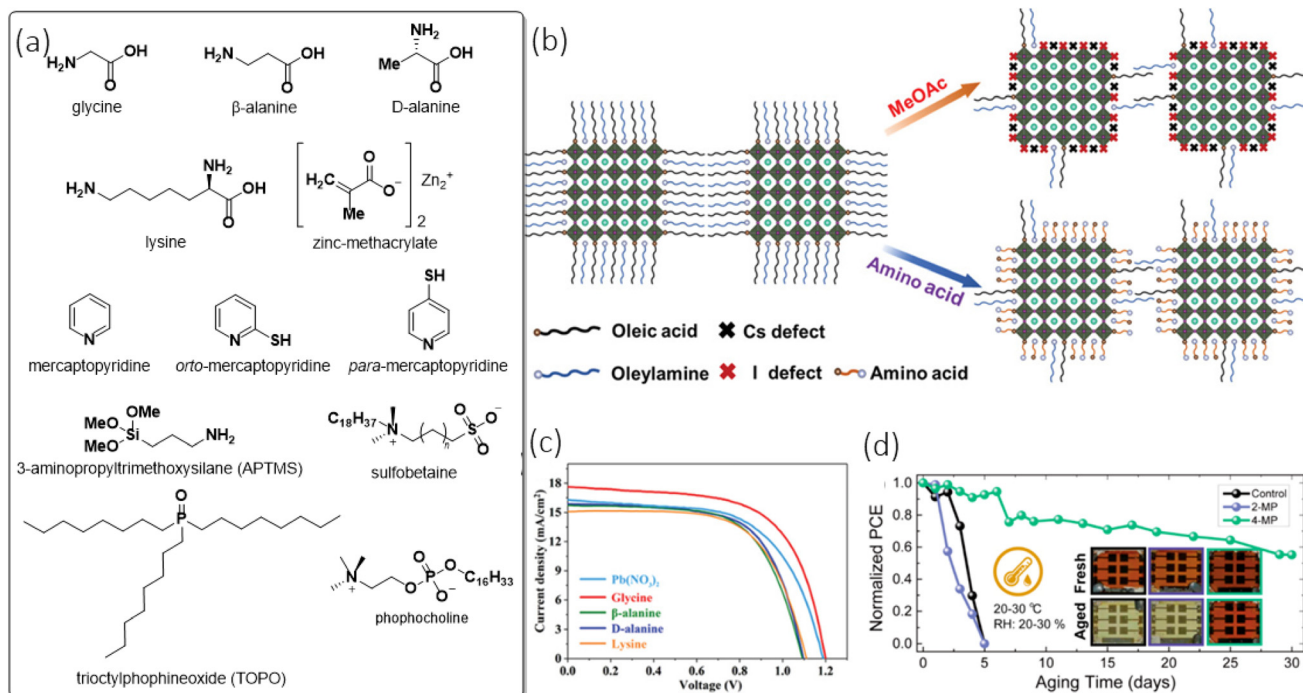 (a)
H₂N
OH
O
glycine
H₂N
OH
O
β-alanine
NH₂
Me
OH
O
D-alanine
H₂N
NH₂
OH
O
lysine
H₂C
O
O⁻
Me
2
Zn₂⁺
zinc-methacrylate
N
mercaptopyridine
N
SH
orto-mercaptopyridine
SH
N
para-mercaptopyridine
OMe
MeO
Si
MeO
NH₂
3-aminopropyltrimethoxysilane (APTMS)
C₁₈H₃₇
N
+
n
O
S
O⁻
O
sulfobetaine
O
P
trioctylphophineoxide (TOPO)
N
+
O
O
P
O⁻
O
C₁₆H₃₃
phophocholine
(b)
MeOAc
Amino acid
Oleic acid
Cs defect
Oleylamine
I defect
Amino acid
(c)
Current density (mA/cm²)
18
15
12
9
6
3
0
Pb(NO₃)₂
Glycine
β-alanine
D-alanine
Lysine
0.0
0.2
0.4
0.6
0.8
1.0
1.2
Voltage (V)
(d)
Normalized PCE
1.0
0.8
0.6
0.4
0.2
0.0
Control
2-MP
4-MP
20-30 ℃
RH: 20-30 %
Fresh
Aged
0
5
10
15
20
25
30
Aging Time (days)